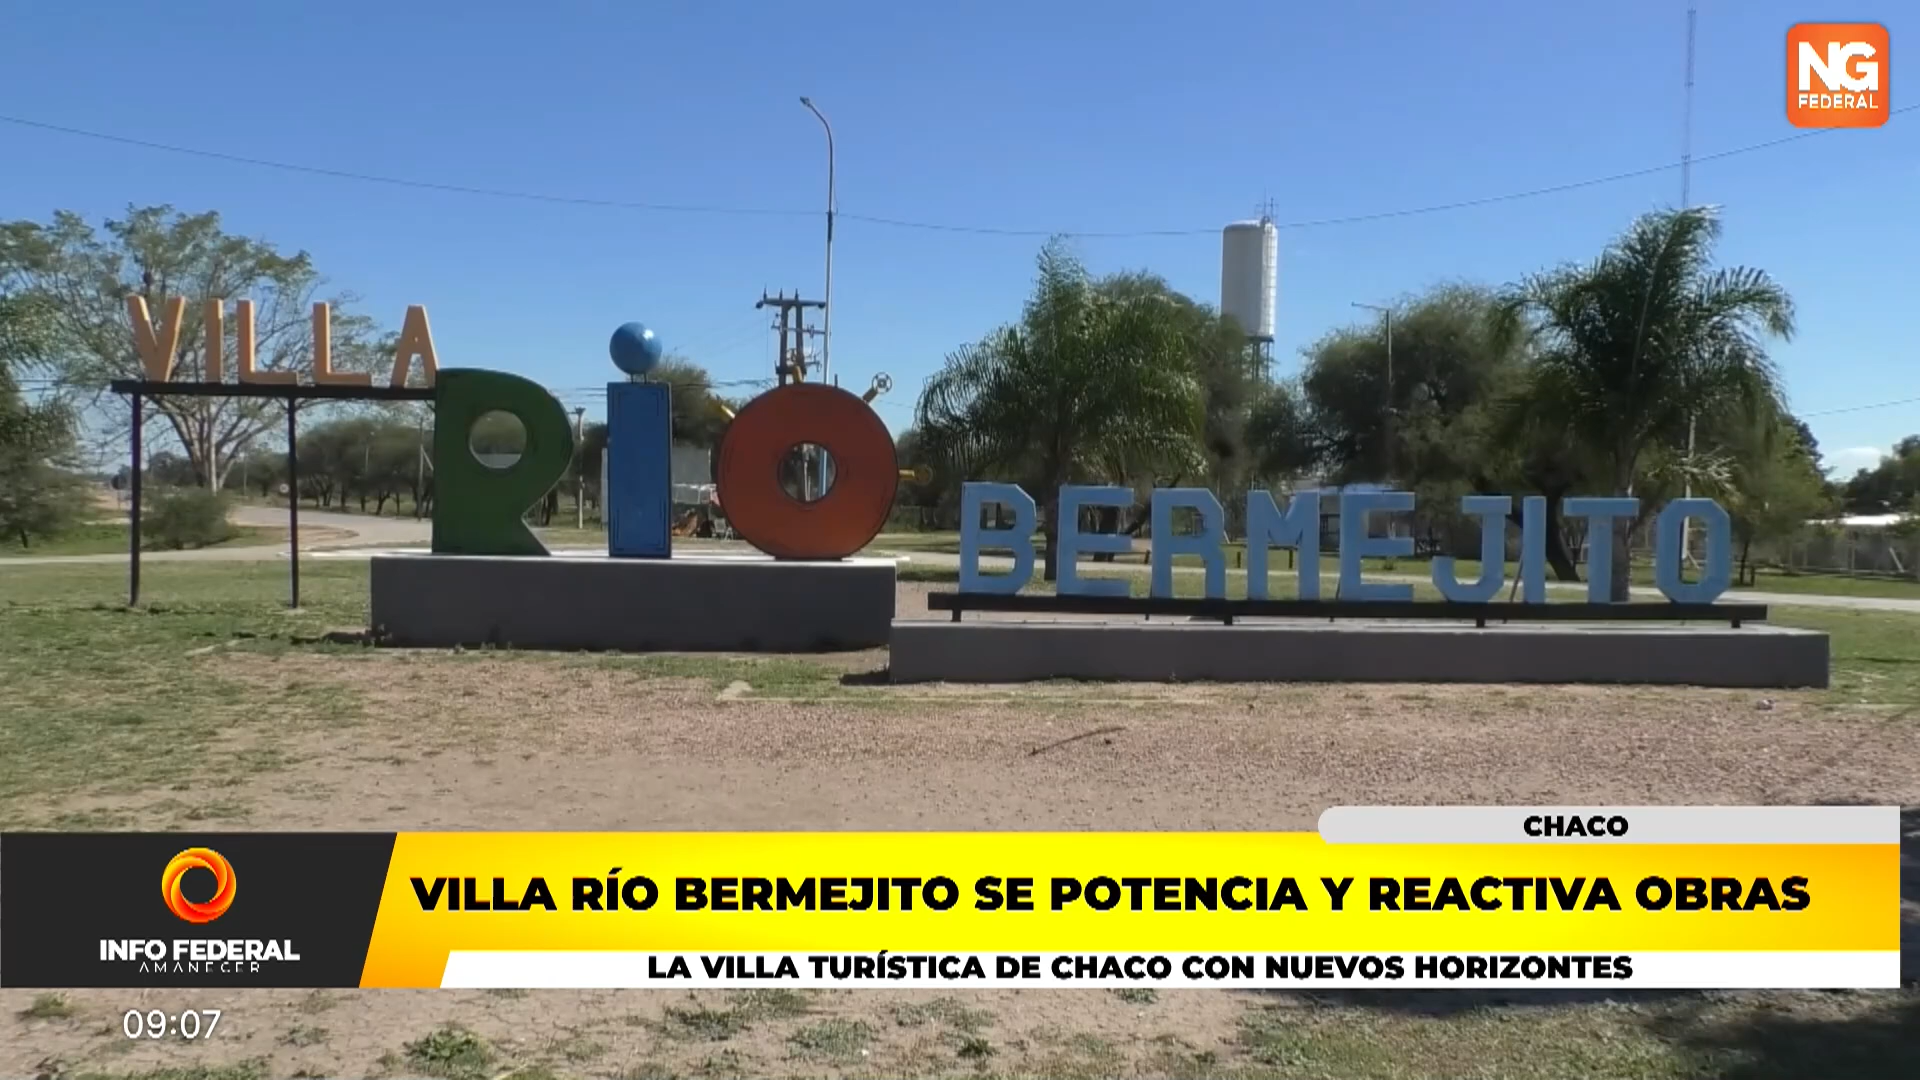 NG
FEDERAL
VILLA
RÍO
BERMEJITO
CHACO
VILLA RÍO BERMEJITO SE POTENCIA Y REACTIVA OBRAS
LA VILLA TURÍSTICA DE CHACO CON NUEVOS HORIZONTES
INFO FEDERAL
AMANECER
09:07